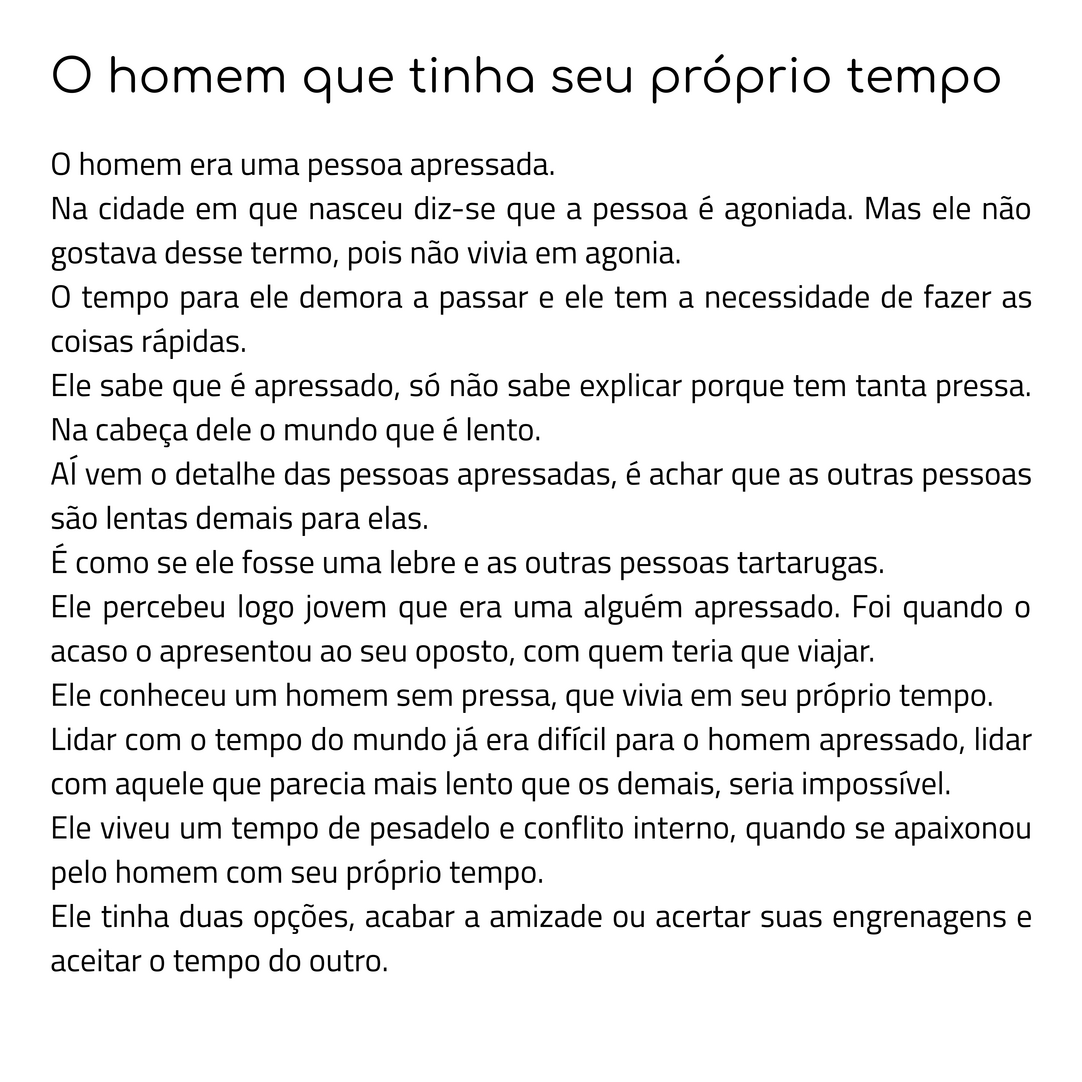 O homem que tinha seu próprio tempo
O homem era uma pessoa apressada.
Na cidade em que nasceu diz-se que a pessoa é agoniada. Mas ele não
gostava desse termo, pois não vivia em agonia.
O tempo para ele demora a passar e ele tem a necessidade de fazer as
coisas rápidas.
Ele sabe que é apressado, só não sabe explicar porque tem tanta pressa.
Na cabeça dele o mundo que é lento.
AÍ vem o detalhe das pessoas apressadas, é achar que as outras pessoas
são lentas demais para elas.
É como se ele fosse uma lebre e as outras pessoas tartarugas.
Ele percebeu logo jovem que era uma alguém apressado. Foi quando o
acaso o apresentou ao seu oposto, com quem teria que viajar.
Ele conheceu um homem sem pressa, que vivia em seu próprio tempo.
Lidar com o tempo do mundo já era difícil para o homem apressado, lidar
com aquele que parecia mais lento que os demais, seria impossível.
Ele viveu um tempo de pesadelo e conflito interno, quando se apaixonou
pelo homem com seu próprio tempo.
Ele tinha duas opções, acabar a amizade ou acertar suas engrenagens e
aceitar o tempo do outro.